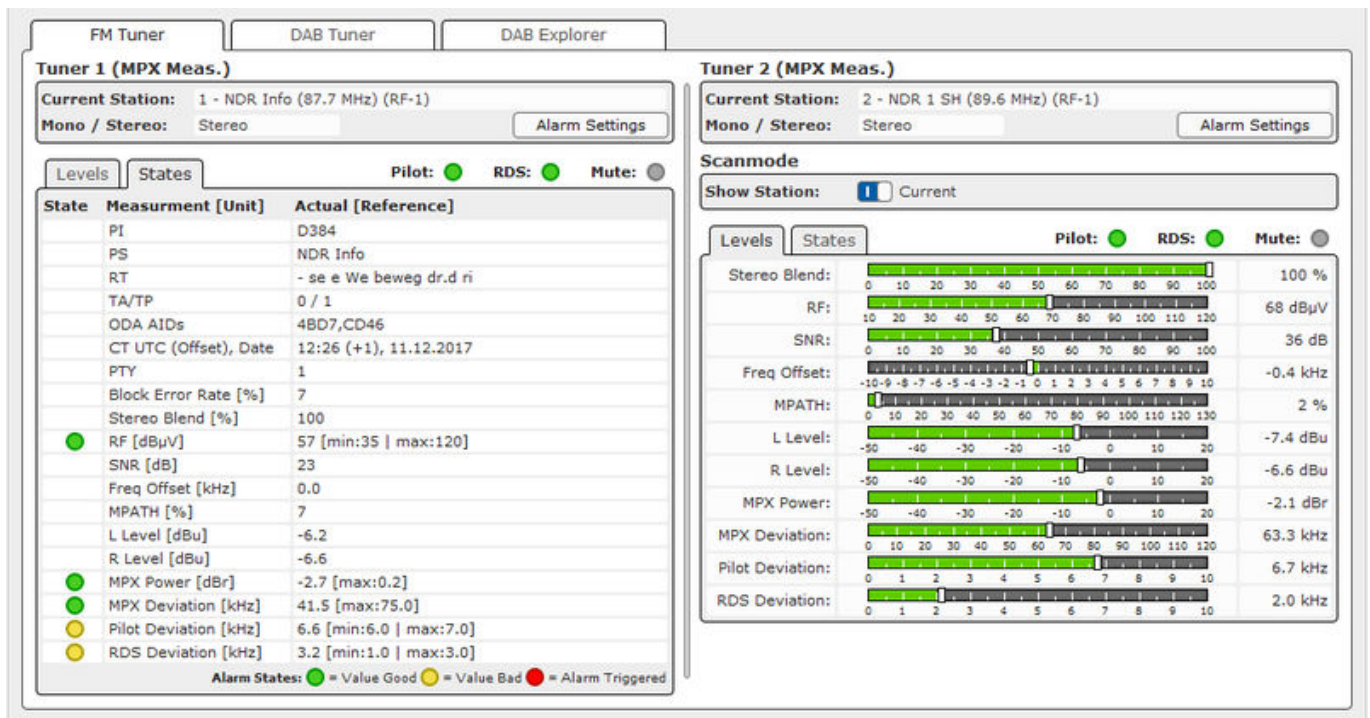 FM Tuner DAB Tuner DAB Explorer
Tuner 1 (MPX Meas.)
Current Station: 1 - NDR Info (87.7 MHz) (RF-1)
Mono / Stereo: Stereo Alarm Settings
Levels States Pilot: RDS: Mute:
State Measurment [Unit] Actual [Reference]
PI D384
PS NDR Info
RT - se e We beweg dr.d ri
TA/TP 0 / 1
ODA AIDs 4BD7,CD46
CT UTC (Offset), Date 12:26 (+1), 11.12.2017
PTY 1
Block Error Rate [%] 7
Stereo Blend [%] 100
RF [dBµV] 57 [min:35 | max:120]
SNR [dB] 23
Freq Offset [kHz] 0.0
MPATH [%] 7
L Level [dBu] -6.2
R Level [dBu] -6.6
MPX Power [dBr] -2.7 [max:0.2]
MPX Deviation [kHz] 41.5 [max:75.0]
Pilot Deviation [kHz] 6.6 [min:6.0 | max:7.0]
RDS Deviation [kHz] 3.2 [min:1.0 | max:3.0]
Alarm States: = Value Good = Value Bad = Alarm Triggered
Tuner 2 (MPX Meas.)
Current Station: 2 - NDR 1 SH (89.6 MHz) (RF-1)
Mono / Stereo: Stereo Alarm Settings
Scanmode
Show Station: I Current
Levels States Pilot: RDS: Mute:
Stereo Blend: 100 %
0 10 20 30 40 50 60 70 80 90 100
RF: 68 dBµV
10 20 30 40 50 60 70 80 90 100 110 120
SNR: 36 dB
0 10 20 30 40 50 60 70 80 90 100
Freq Offset: -0.4 kHz
-10 -9 -8 -7 -6 -5 -4 -3 -2 -1 0 1 2 3 4 5 6 7 8 9 10
MPATH: 2 %
0 10 20 30 40 50 60 70 80 90 100 110 120 130
L Level: -7.4 dBu
-50 -40 -30 -20 -10 0 10 20
R Level: -6.6 dBu
-50 -40 -30 -20 -10 0 10 20
MPX Power: -2.1 dBr
-50 -40 -30 -20 -10 0 10 20
MPX Deviation: 63.3 kHz
0 10 20 30 40 50 60 70 80 90 100 110 120
Pilot Deviation: 6.7 kHz
0 1 2 3 4 5 6 7 8 9 10
RDS Deviation: 2.0 kHz
0 1 2 3 4 5 6 7 8 9 10